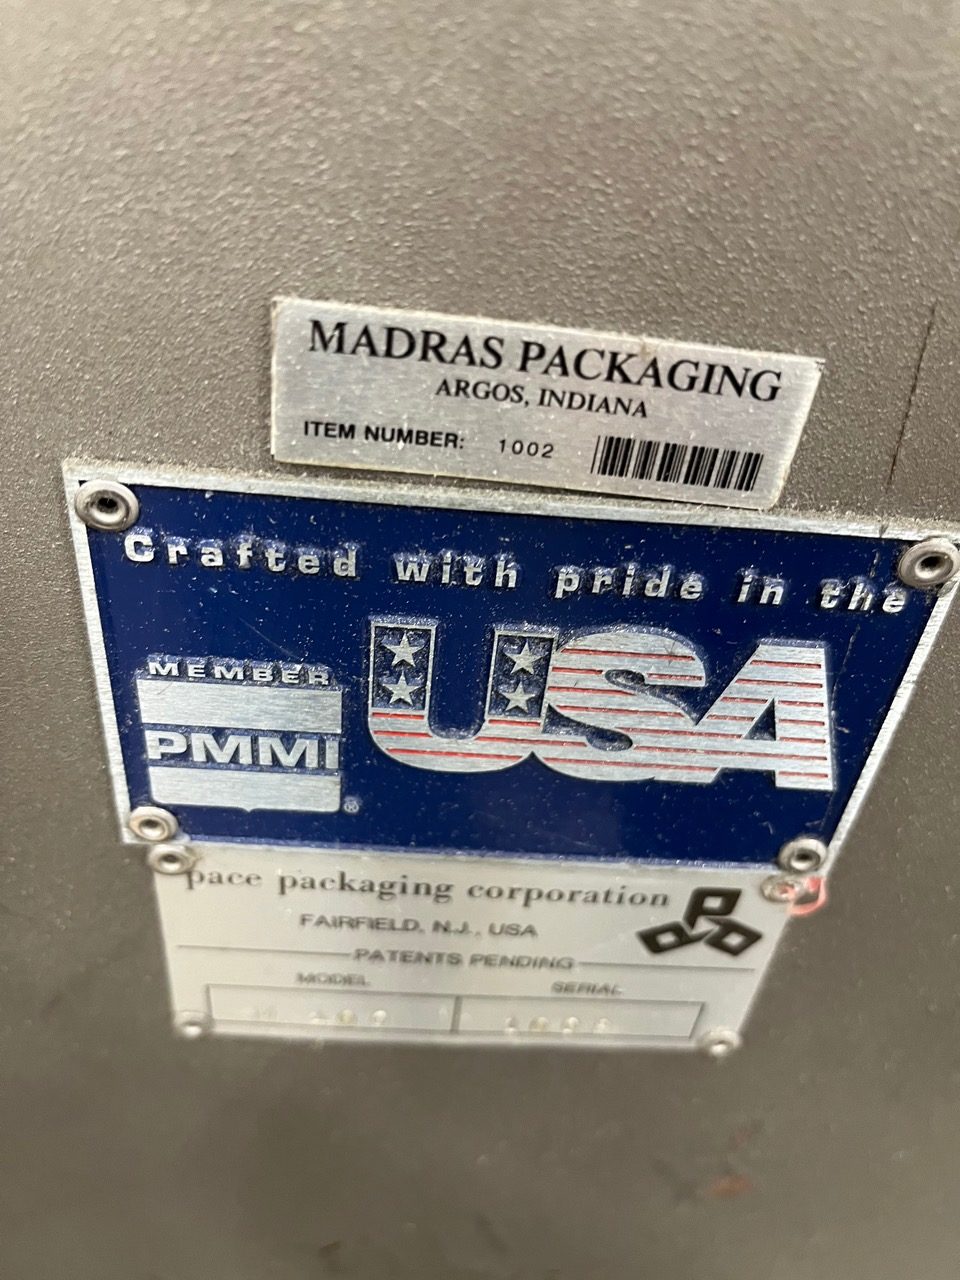 MADRAS PACKAGING
ARGOS, INDIANA
ITEM NUMBER: 1002
Crafted with pride in the
USA
MEMBER
PMMI®
pace packaging corporation
FAIRFIELD, N.J., USA
PATENTS PENDING
MODEL SERIAL